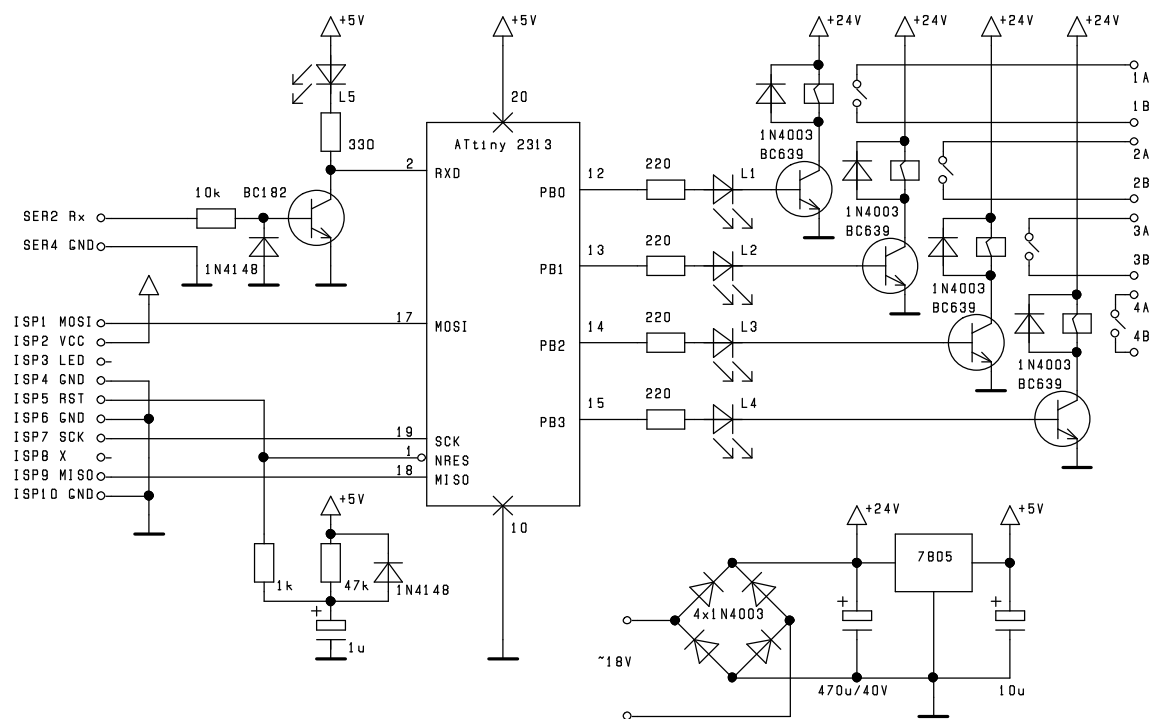 +5V
+5V
+24V
+24V
+24V
+24V
L5
20
1A
330
ATtiny 2313
1N4003
1B
BC639
2
RXD
12
220
L1
2A
10k
BC182
PB0
2B
SER2 Rx
1N4003
3A
SER4 GND
BC639
13
220
L2
3B
1N4148
PB1
1N4003
4A
BC639
ISP1 MOSI
17
MOSI
14
220
L3
4B
ISP2 VCC
PB2
ISP3 LED
1N4003
ISP4 GND
BC639
ISP5 RST
15
220
L4
ISP6 GND
PB3
ISP7 SCK
19
SCK
ISP8 X
1
NRES
ISP9 MISO
18
MISO
ISP10 GND
+5V
10
+24V
+5V
7805
1k
47k
1N4148
4x1N4003
+
+
+
1u
~18V
470u/40V
10u